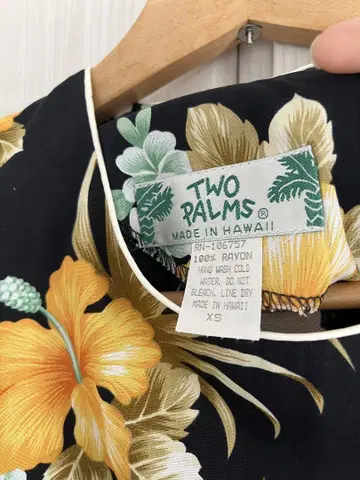 TWO
PALMS®
MADE IN HAWAII
RN-106757
100% RAYON
HAND WASH COLD
WATER. DO NOT
BLEACH, LINE DRY
MADE IN HAWAII
XS